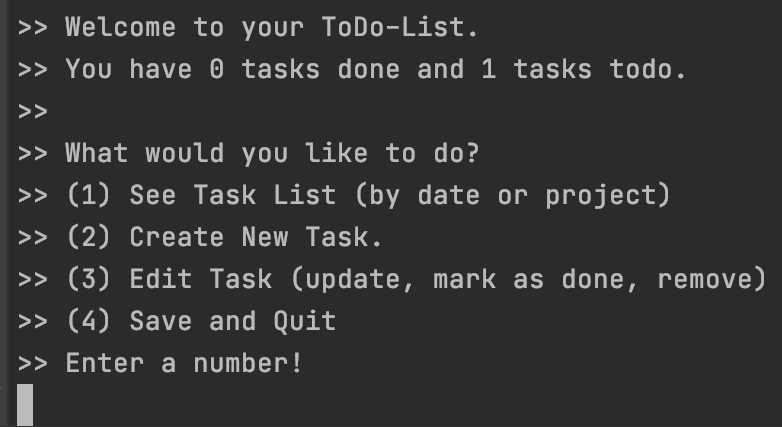 >> Welcome to your ToDo-List.
>> You have 0 tasks done and 1 tasks todo.
>>
>> What would you like to do?
>> (1) See Task List (by date or project)
>> (2) Create New Task.
>> (3) Edit Task (update, mark as done, remove)
>> (4) Save and Quit
>> Enter a number!